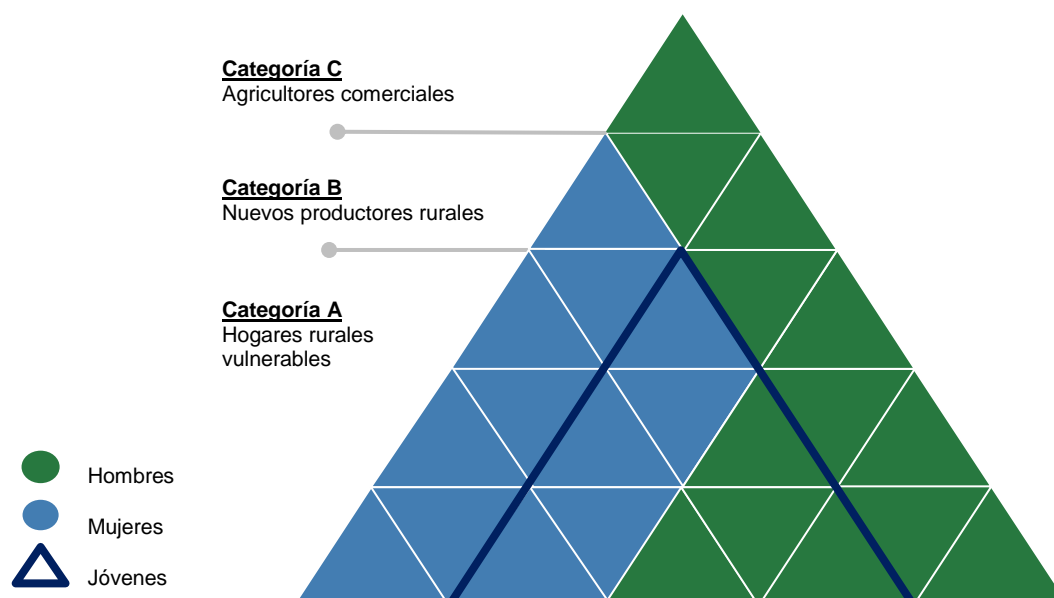 Categoría C
Agricultores comerciales
Categoría B
Nuevos productores rurales
Categoría A
Hogares rurales
vulnerables
Hombres
Mujeres
Jóvenes